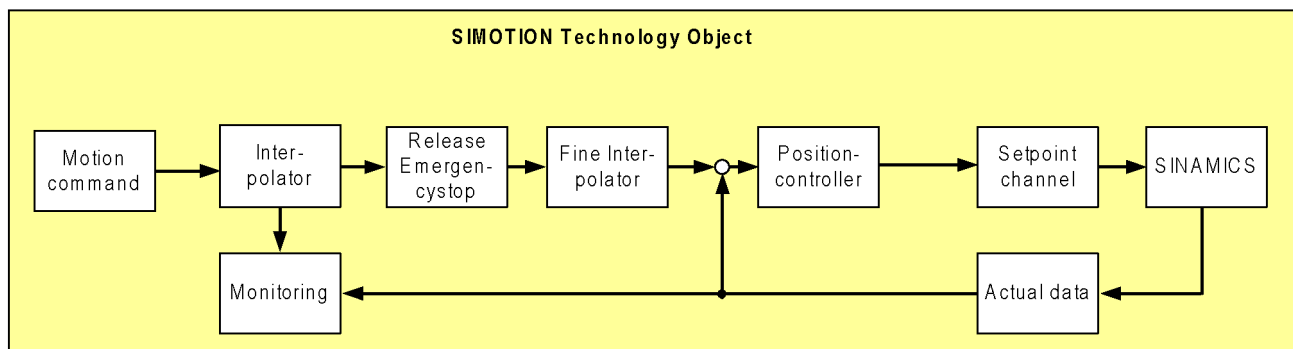 SIMOTION Technology Object
Motion
command
Inter-
polator
Release
Emergen-
cystop
Fine Inter-
polator
Position-
controller
Setpoint
channel
SINAMICS
Monitoring
Actual data